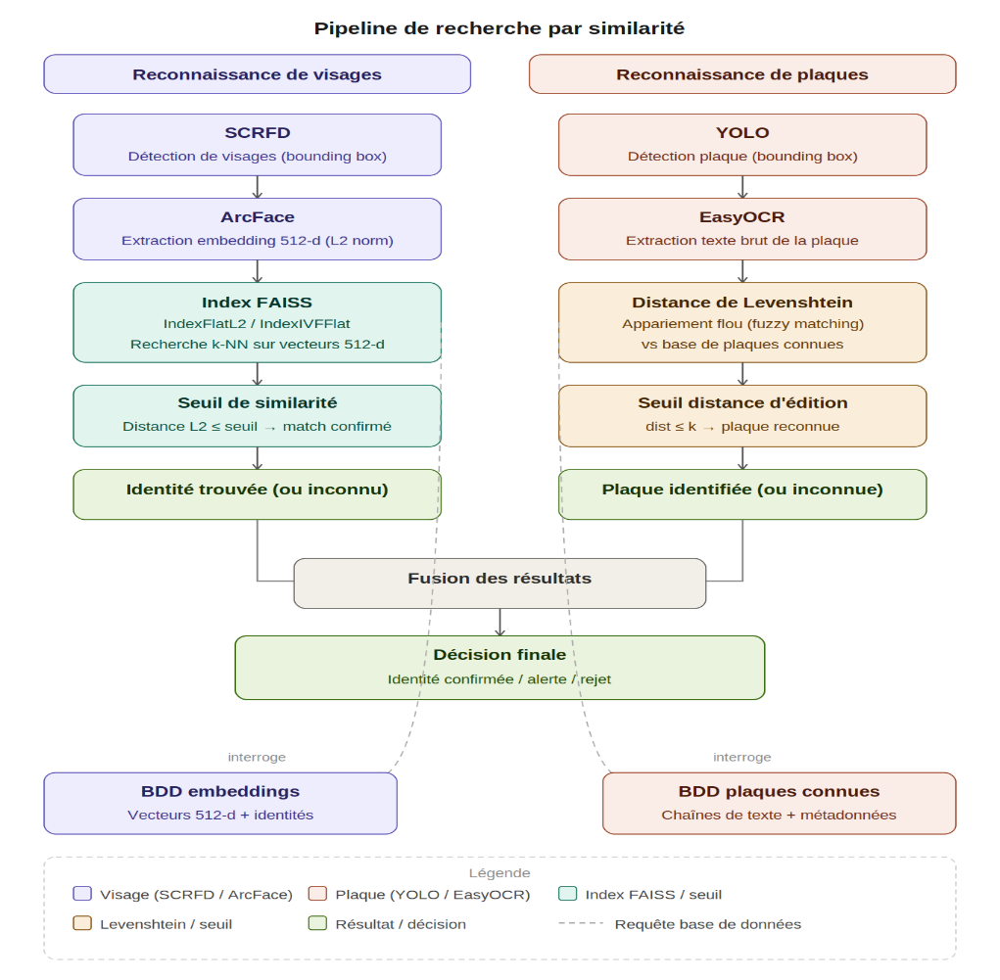 Pipeline de recherche par similarité
Reconnaissance de visages
Reconnaissance de plaques
SCRFD
Détection de visages (bounding box)
YOLO
Détection plaque (bounding box)
ArcFace
Extraction embedding 512-d (L2 norm)
EasyOCR
Extraction texte brut de la plaque
Index FAISS
IndexFlatL2 / IndexIVFFlat
Recherche k-NN sur vecteurs 512-d
Distance de Levenshtein
Appariement flou (fuzzy matching)
vs base de plaques connues
Seuil de similarité
Distance L2 ≤ seuil → match confirmé
Seuil distance d'édition
dist ≤ k → plaque reconnue
Identité trouvée (ou inconnu)
Plaque identifiée (ou inconnue)
Fusion des résultats
Décision finale
Identité confirmée / alerte / rejet
interroge
interroge
BDD embeddings
Vecteurs 512-d + identités
BDD plaques connues
Chaînes de texte + métadonnées
Légende
Visage (SCRFD / ArcFace)
Plaque (YOLO / EasyOCR)
Index FAISS / seuil
Levenshtein / seuil
Résultat / décision
Requête base de données